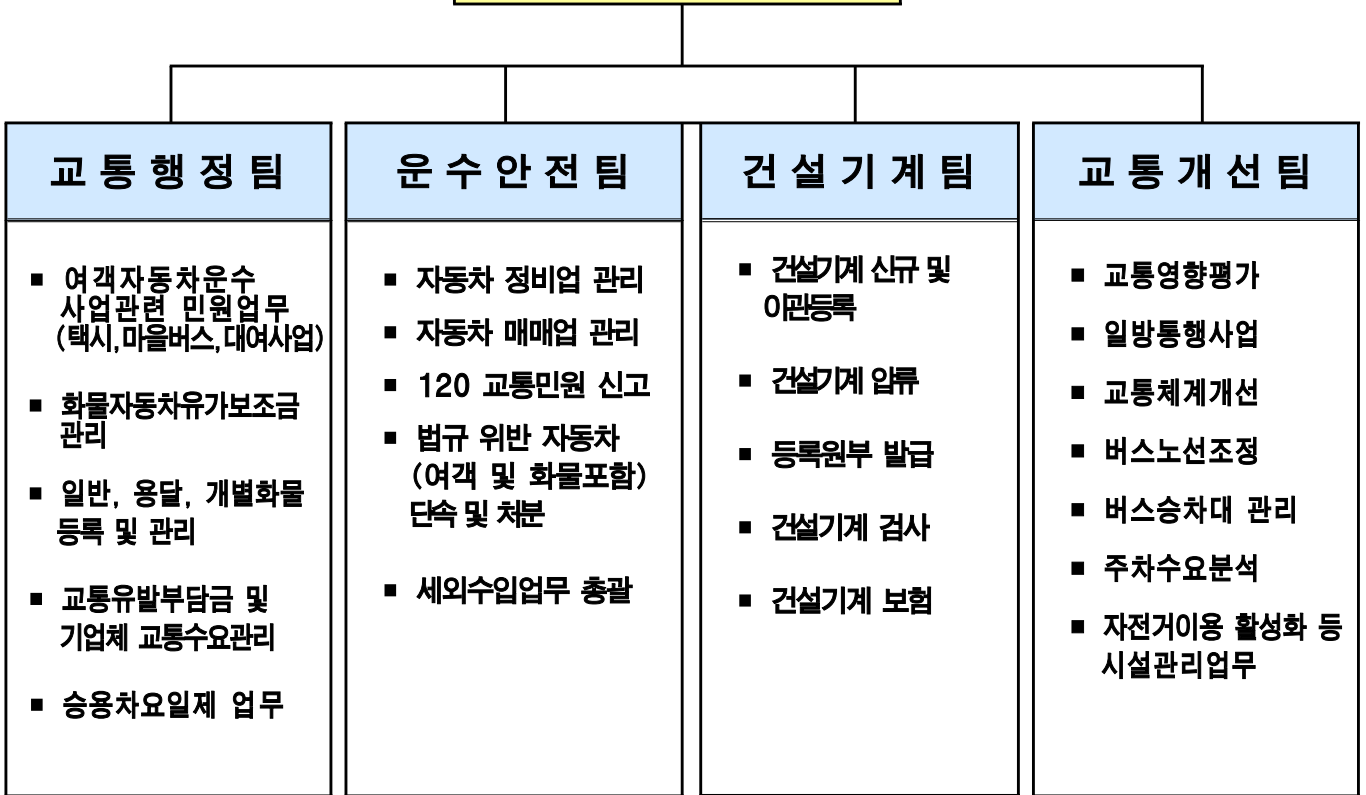 교통행정팀
■ 여객자동차운수
사업관련 민원업무
(택시,마을버스,대여사업)
■ 화물자동차유가보조금
관리
■ 일반, 용달, 개별화물
등록 및 관리
■ 교통유발부담금 및
기업체 교통수요관리
■ 승용차요일제 업무
운수안전팀
■ 자동차 정비업 관리
■ 자동차 매매업 관리
■ 120 교통민원 신고
■ 법규 위반 자동차
(여객 및 화물포함)
단속 및 처분
■ 세외수입업무 총괄
건설기계팀
■ 건설기계 신규 및
이관등록
■ 건설기계 압류
■ 등록원부 발급
■ 건설기계 검사
■ 건설기계 보험
교통개선팀
■ 교통영향평가
■ 일방통행사업
■ 교통체계개선
■ 버스노선조정
■ 버스승차대 관리
■ 주차수요분석
■ 자전거이용 활성화 등
시설관리업무